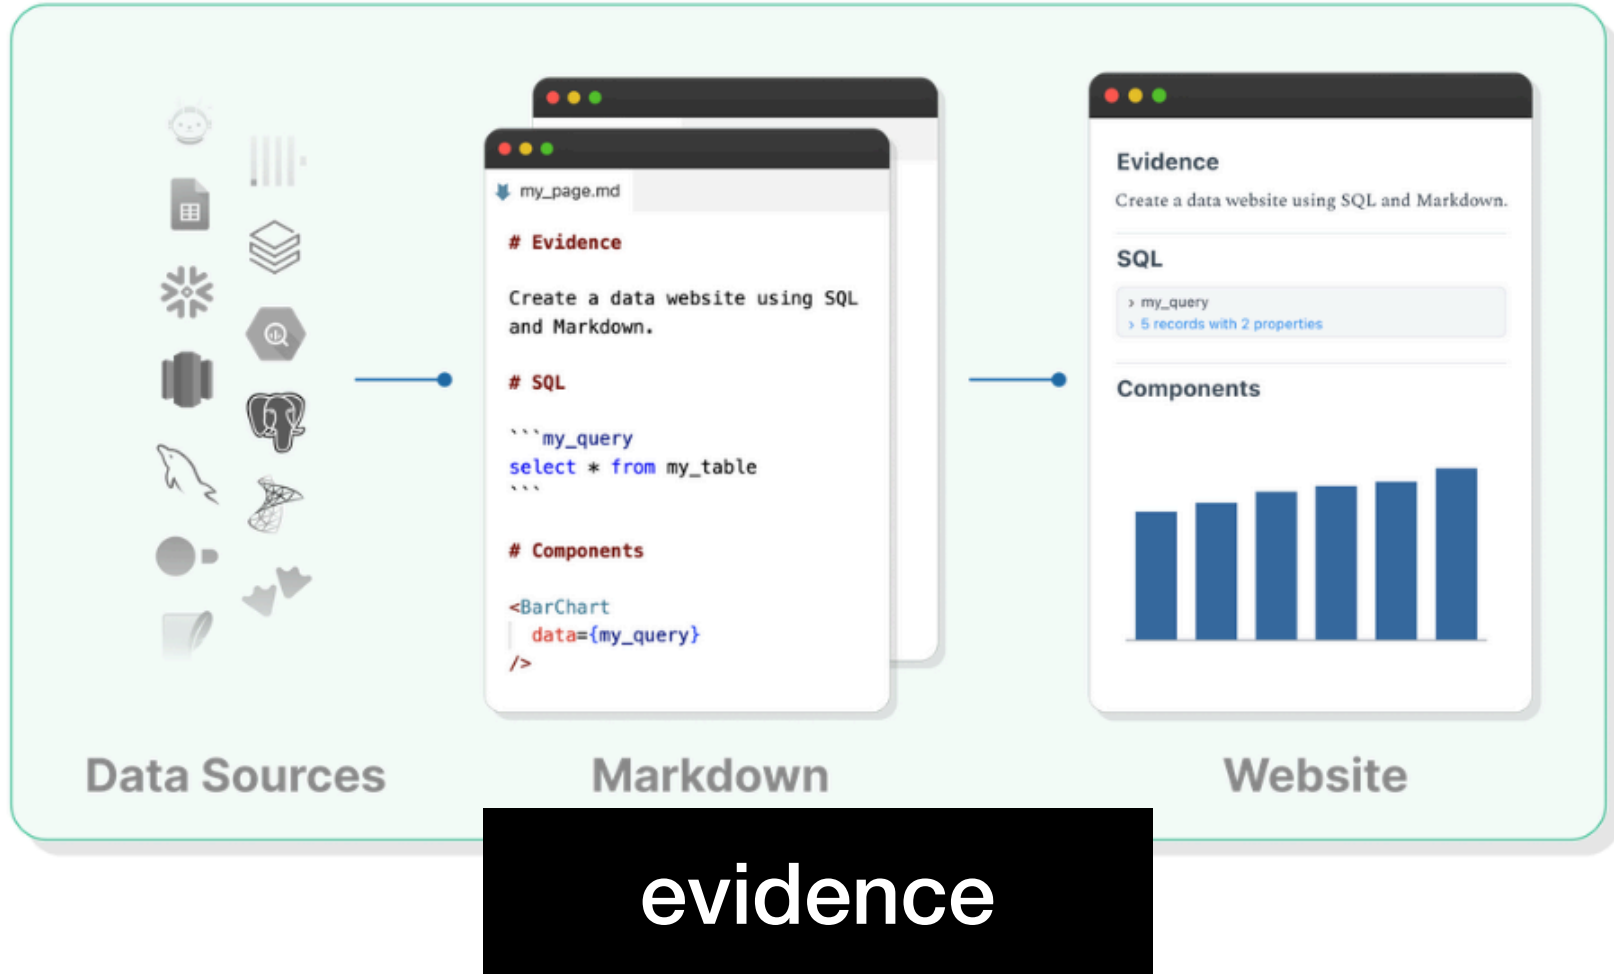 my_page.md
# Evidence
Create a data website using SQL
and Markdown.
# SQL
```my_query
select * from my_table
```
# Components
<BarChart
data={my_query}
/>
Evidence
Create a data website using SQL and Markdown.
SQL
› my_query
› 5 records with 2 properties
Components
Data Sources
Markdown
Website
evidence